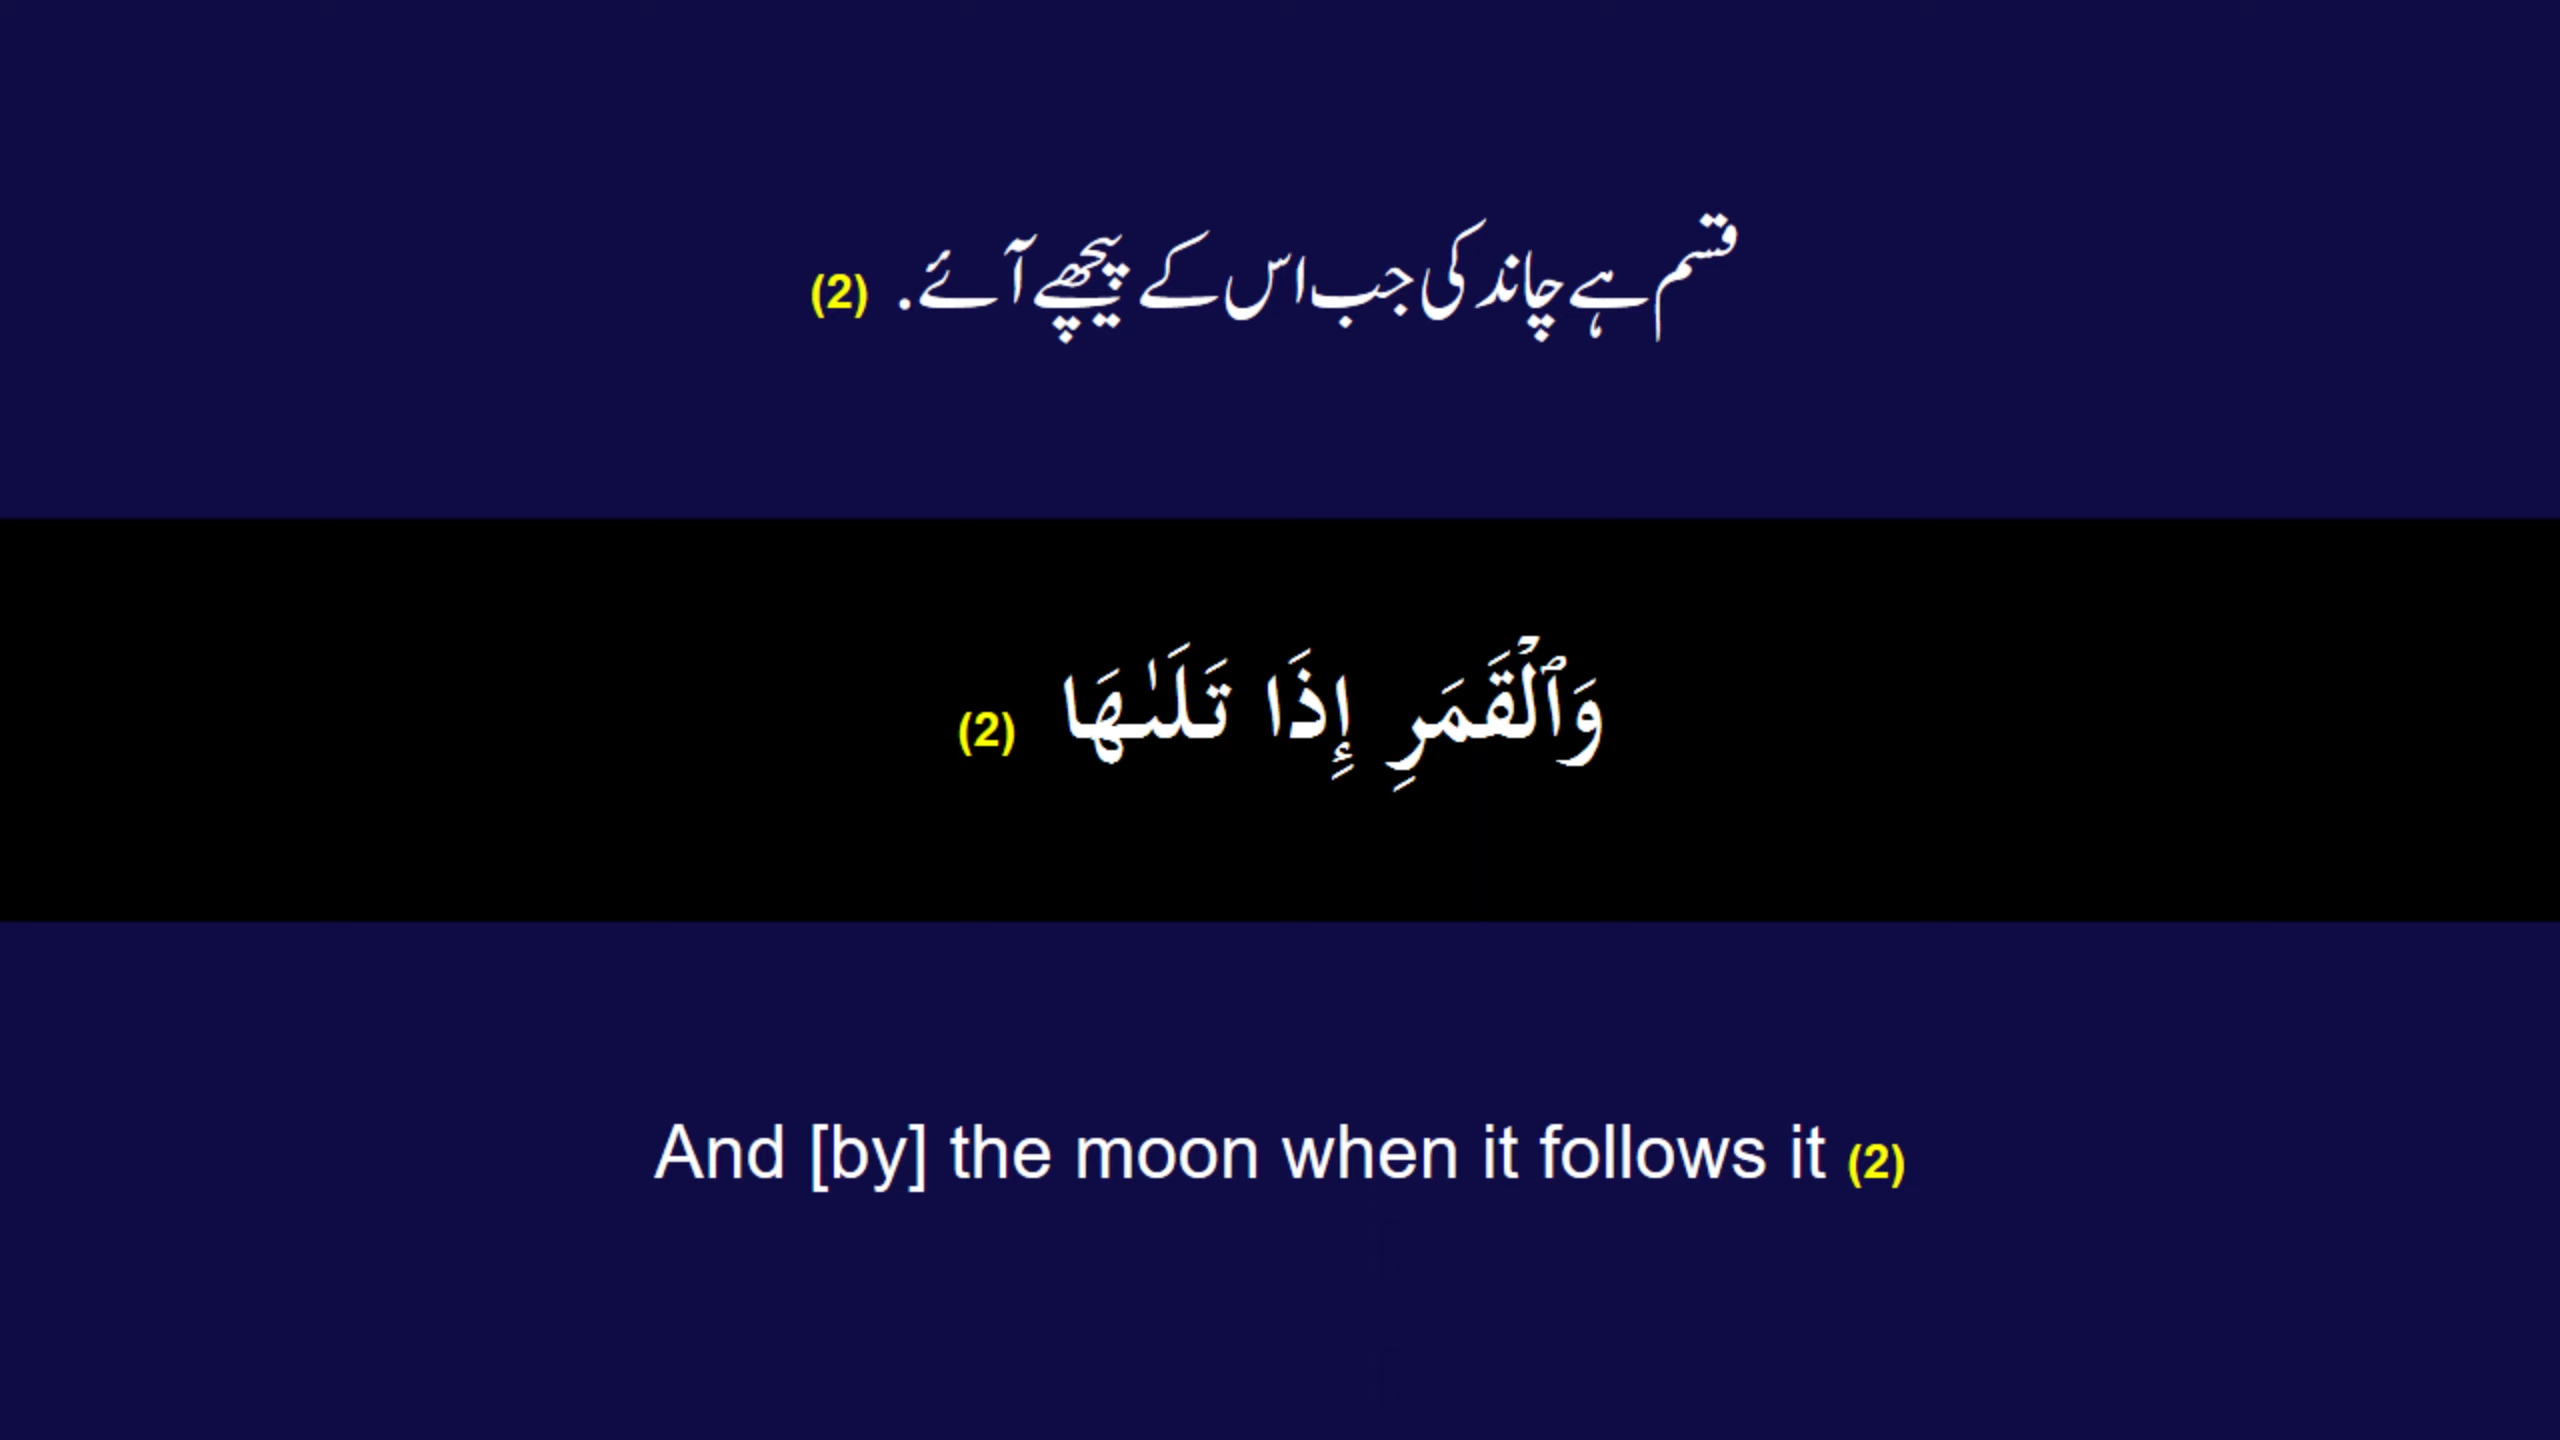 قسم ہے چاند کی جب اس کے پیچھے آئے. (2)
وَٱلْقَمَرِ إِذَا تَلَىٰهَا (2)
And [by] the moon when it follows it (2)